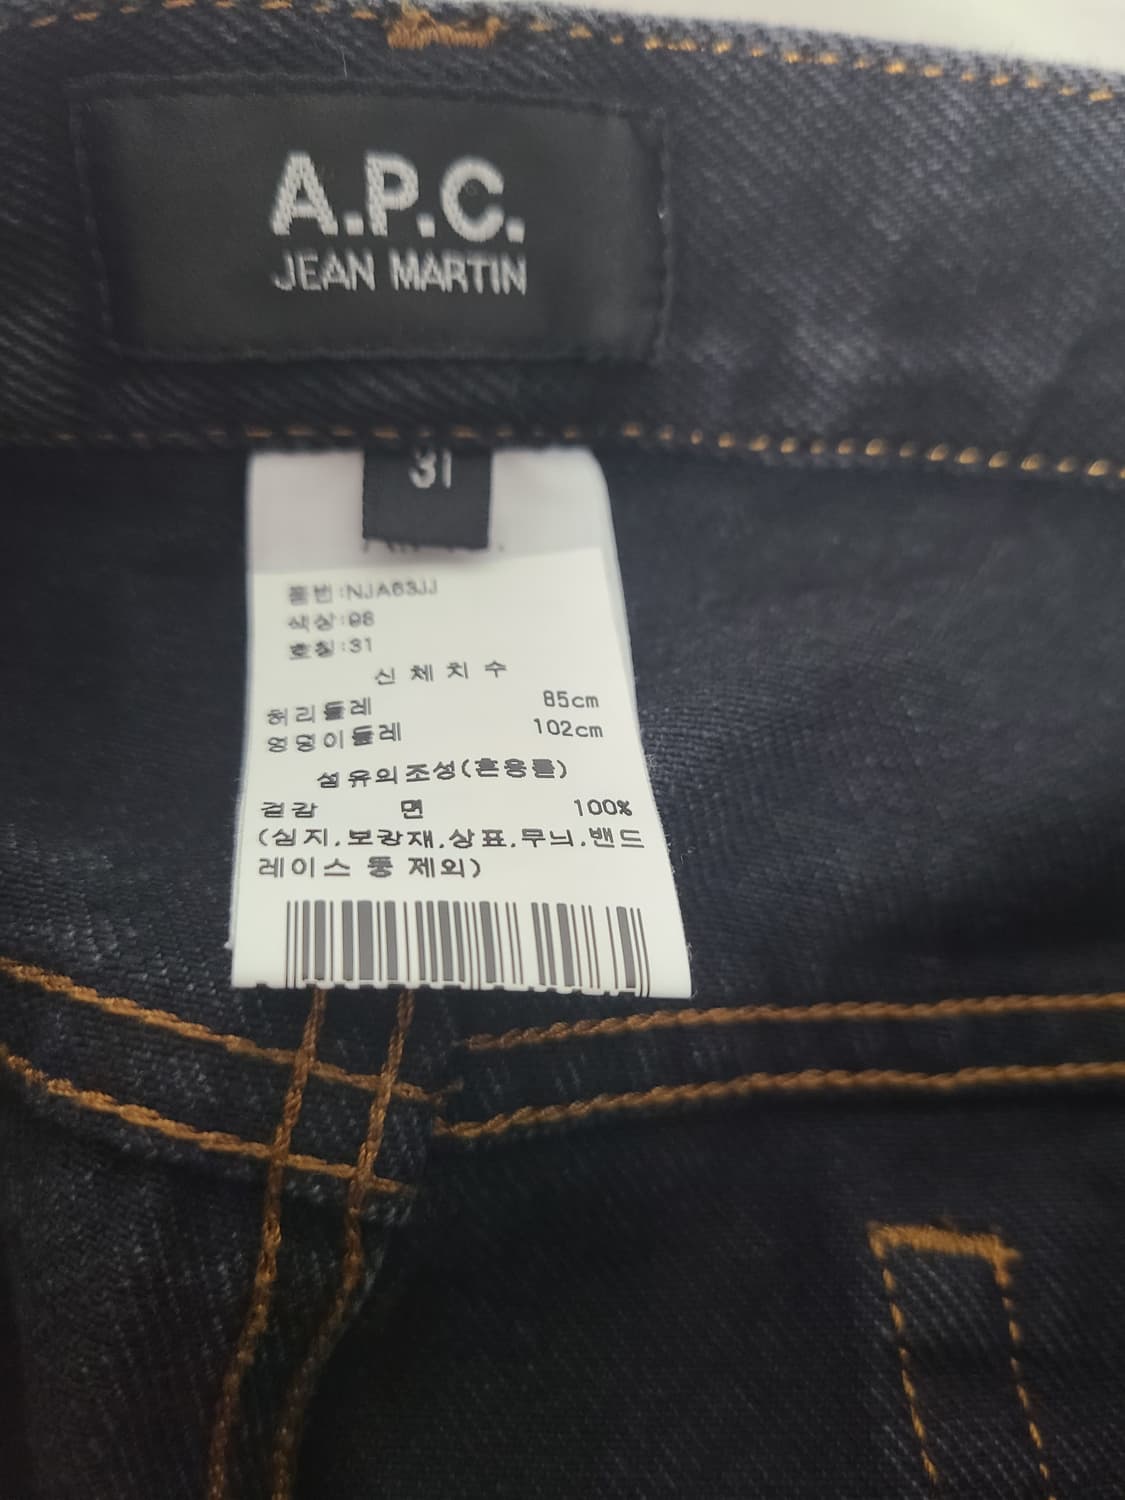 A.P.C.
JEAN MARTIN
31
품번:NJA63JJ
색상:98
호칭:31
신체치수
허리둘레 85cm
엉덩이둘레 102cm
섬유의조성(혼용률)
겉감 면 100%
(심지,보강재,상표,무늬,밴드
레이스 등 제외)